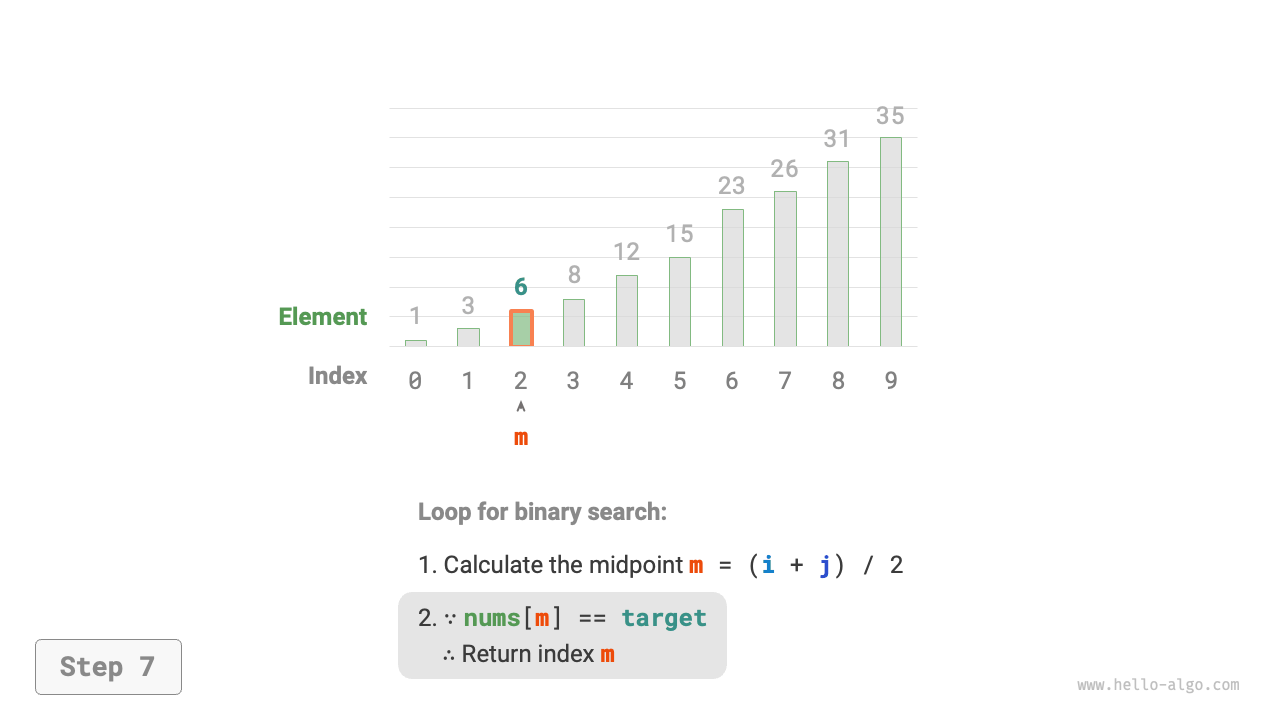 35
31
26
23
15
12
8
6
3
1
Element
Index 0 1 2 3 4 5 6 7 8 9
m
Loop for binary search:
1. Calculate the midpoint m = (i + j) / 2
2. ∵ nums[m] == target
∴ Return index m
Step 7
www.hello-algo.com